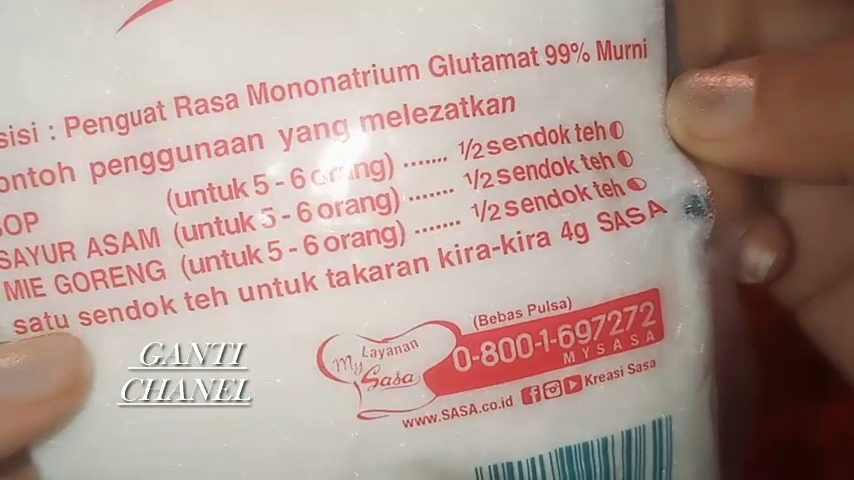 sisi : Penguat Rasa Mononatrium Glutamat 99% Murni
ontoh penggunaan yang melezatkan
SOP (untuk 5 - 6 orang) ....... 1/2 sendok teh
SAYUR ASAM (untuk 5 - 6 orang) ....... 1/2 sendok teh
MIE GORENG (untuk 5 - 6 orang) ....... 1/2 sendok teh
satu sendok teh untuk takaran kira-kira 4g SASA
(Bebas Pulsa)
Layanan
My Sasa
0-800-1-697272
MYSASA
www.SASA.co.id Kreasi Sasa
GANTI
CHANEL